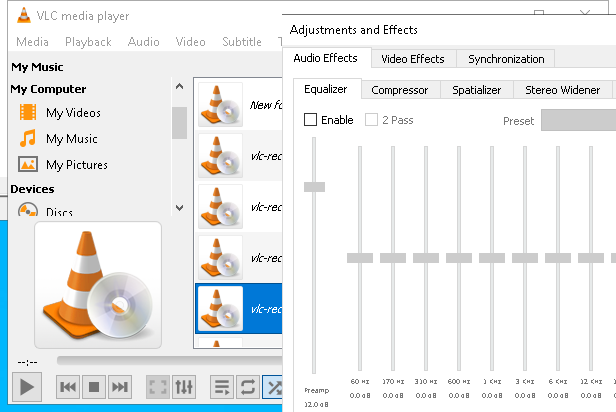 VLC media player
Media Playback Audio Video Subtitle
My Music
My Computer
My Videos
My Music
My Pictures
Devices
Discs
New fo
vlc-rec
vlc-rec
vlc-rec
vlc-rec
--:--
Adjustments and Effects
Audio Effects Video Effects Synchronization
Equalizer Compressor Spatializer Stereo Widener
Enable 2 Pass Preset
60 Hz 170 Hz 310 Hz 600 Hz 1 KHz 3 KHz 6 KHz 12 KHz
Preamp 0.0 dB 0.0 dB 0.0 dB 0.0 dB 0.0 dB 0.0 dB 0.0 dB 0.0 dB
12.0 dB